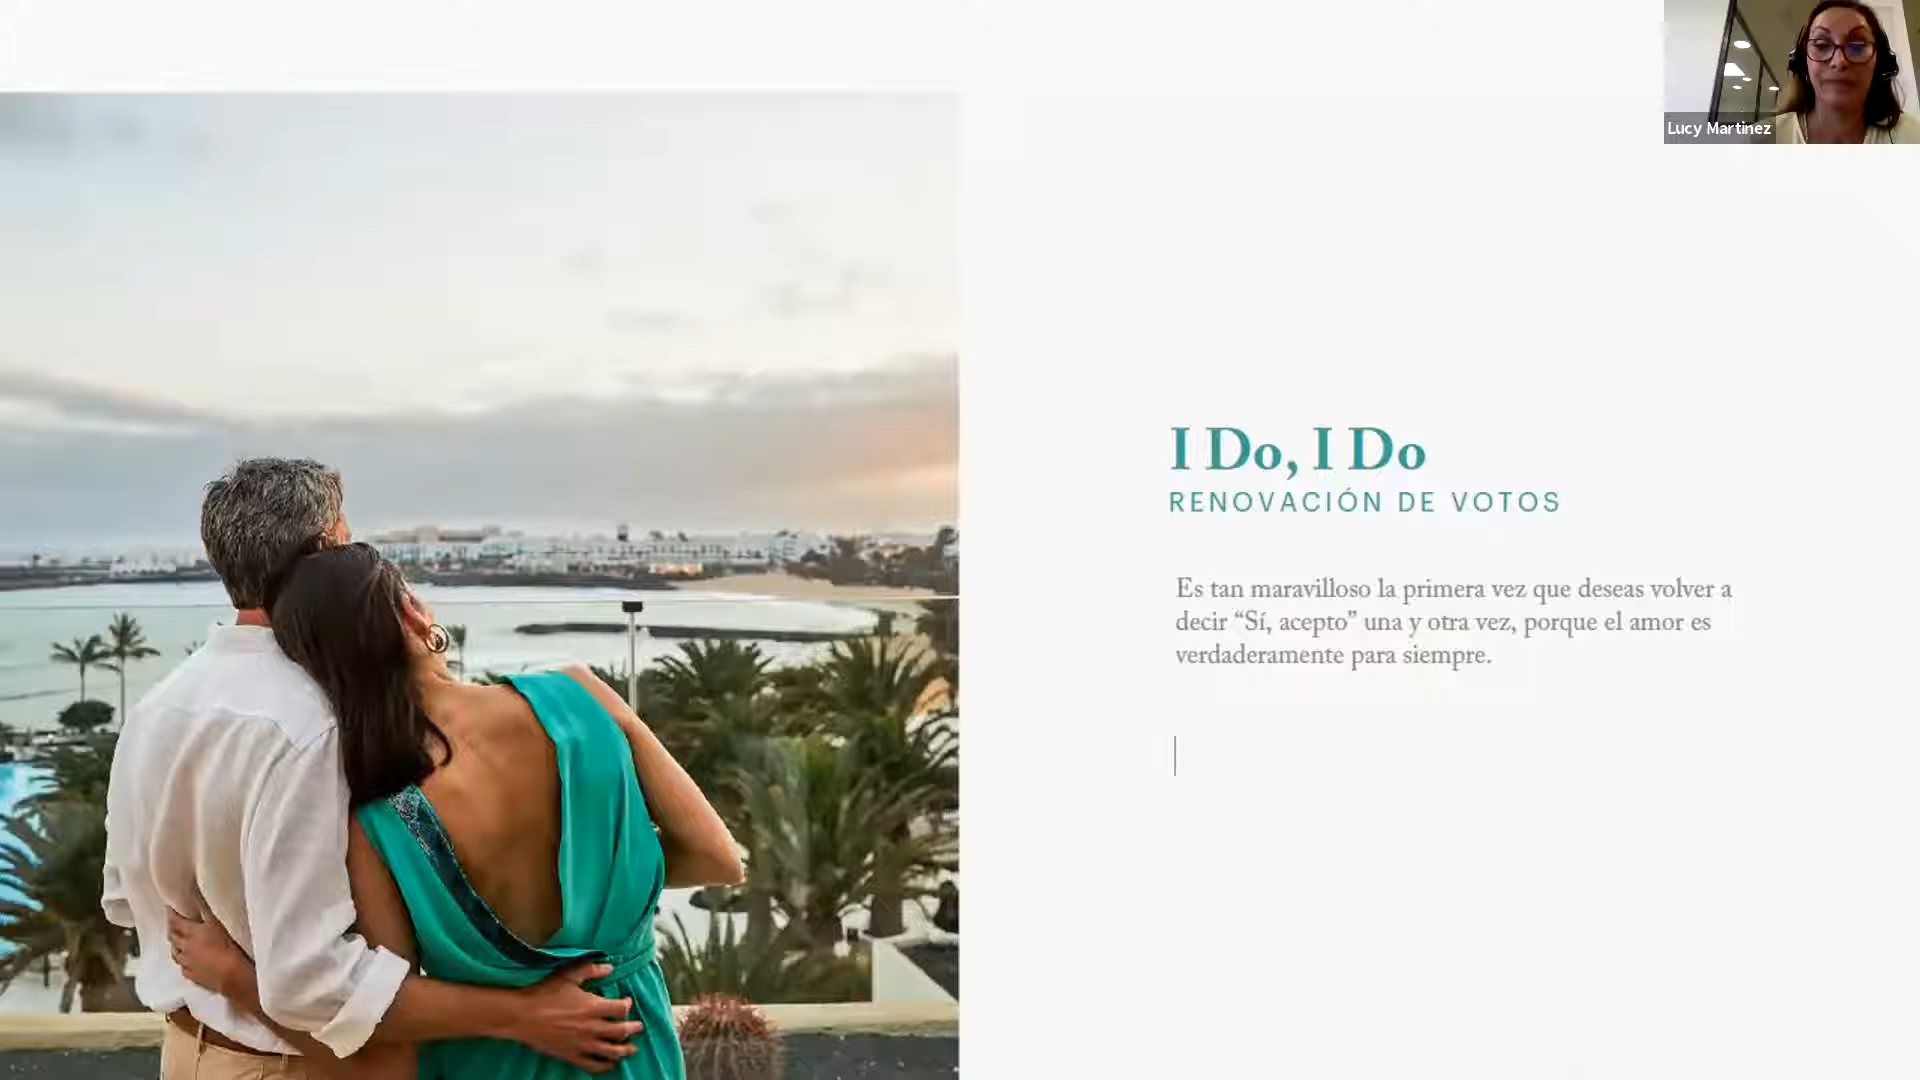 Lucy Martinez
I Do, I Do
RENOVACIÓN DE VOTOS
Es tan maravilloso la primera vez que deseas volver a
decir “Sí, acepto” una y otra vez, porque el amor es
verdaderamente para siempre.